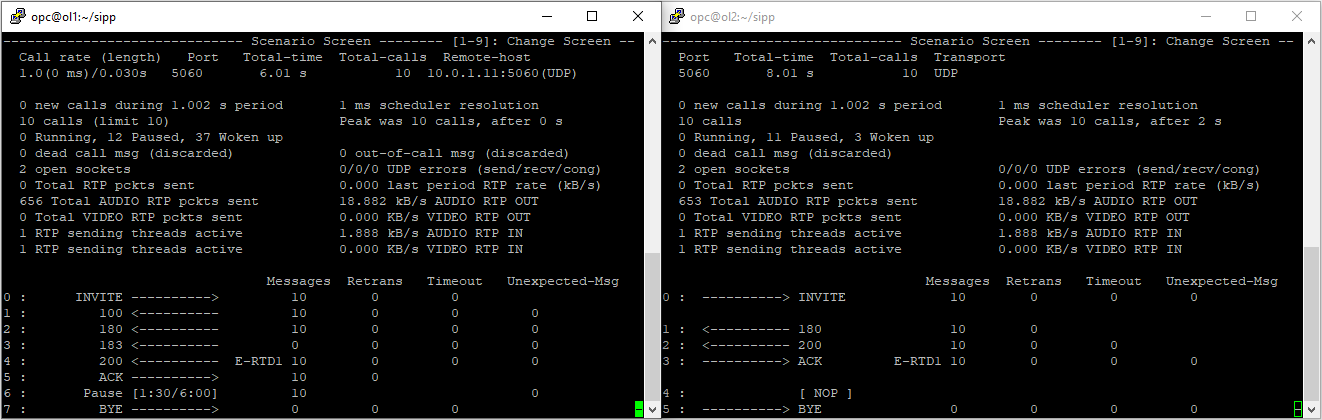 opc@ol1:~/sipp
------------------------------ Scenario Screen -------- [1-9]: Change Screen --
Call rate (length)   Port   Total-time  Total-calls  Remote-host
1.0(0 ms)/0.030s   5060       6.01 s           10  10.0.1.11:5060(UDP)
0 new calls during 1.002 s period       1 ms scheduler resolution
10 calls (limit 10)                     Peak was 10 calls, after 0 s
0 Running, 12 Paused, 37 Woken up
0 dead call msg (discarded)             0 out-of-call msg (discarded)
2 open sockets                          0/0/0 UDP errors (send/recv/cong)
0 Total RTP pckts sent                  0.000 last period RTP rate (kB/s)
656 Total AUDIO RTP pckts sent          18.882 kB/s AUDIO RTP OUT
0 Total VIDEO RTP pckts sent            0.000 KB/s VIDEO RTP OUT
1 RTP sending threads active            1.888 kB/s AUDIO RTP IN
1 RTP sending threads active            0.000 KB/s VIDEO RTP IN
Messages  Retrans   Timeout   Unexpected-Msg
0 :      INVITE ---------->         10        0         0
1 :         100 <----------         10        0         0         0
2 :         180 <----------         10        0         0         0
3 :         183 <----------         0         0         0         0
4 :         200 <----------  E-RTD1 10        0         0         0
5 :         ACK ---------->         10        0
6 :       Pause [1:30/6:00]         10                            0
7 :         BYE ---------->         0         0         0
opc@ol2:~/sipp
------------------------------ Scenario Screen -------- [1-9]: Change Screen --
Port   Total-time  Total-calls  Transport
5060       8.01 s           10  UDP
0 new calls during 1.002 s period       1 ms scheduler resolution
10 calls                                Peak was 10 calls, after 2 s
0 Running, 11 Paused, 3 Woken up
0 dead call msg (discarded)
2 open sockets                          0/0/0 UDP errors (send/recv/cong)
0 Total RTP pckts sent                  0.000 last period RTP rate (kB/s)
653 Total AUDIO RTP pckts sent          18.882 kB/s AUDIO RTP OUT
0 Total VIDEO RTP pckts sent            0.000 KB/s VIDEO RTP OUT
1 RTP sending threads active            1.888 kB/s AUDIO RTP IN
1 RTP sending threads active            0.000 KB/s VIDEO RTP IN
Messages  Retrans   Timeout   Unexpected-Msg
0 :  ----------> INVITE             10        0         0         0
1 :  <---------- 180                10        0
2 :  <---------- 200                10        0         0
3 :  ----------> ACK         E-RTD1 10        0         0         0
4 :              [ NOP ]
5 :  ----------> BYE                0         0         0         0